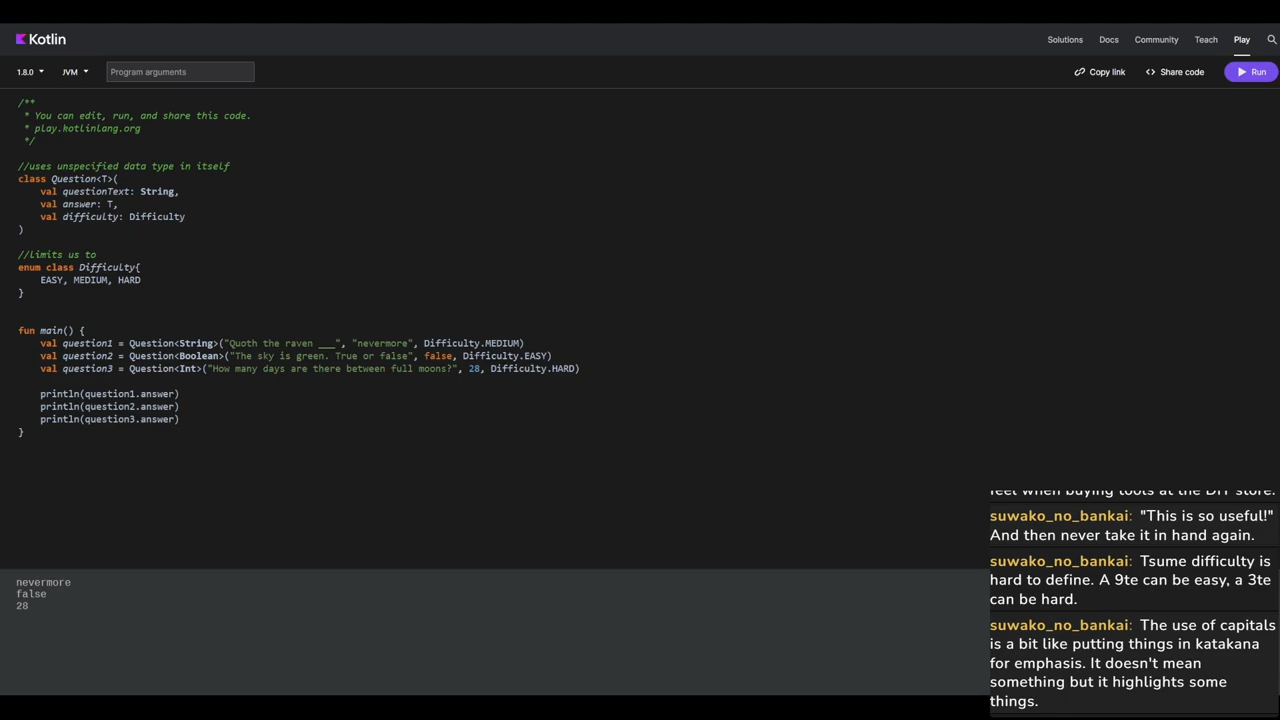 Kotlin
Solutions Docs Community Teach Play
1.8.0 JVM Program arguments Copy link <> Share code Run
/**
* You can edit, run, and share this code.
* play.kotlinlang.org
*/
//uses unspecified data type in itself
class Question<T>(
val questionText: String,
val answer: T,
val difficulty: Difficulty
)
//limits us to
enum class Difficulty{
EASY, MEDIUM, HARD
}
fun main() {
val question1 = Question<String>("Quoth the raven ___", "nevermore", Difficulty.MEDIUM)
val question2 = Question<Boolean>("The sky is green. True or false", false, Difficulty.EASY)
val question3 = Question<Int>("How many days are there between full moons?", 28, Difficulty.HARD)
println(question1.answer)
println(question2.answer)
println(question3.answer)
}
nevermore
false
28
feel when buying tools at the DIY store.
suwako_no_bankai: "This is so useful!"
And then never take it in hand again.
suwako_no_bankai: Tsume difficulty is
hard to define. A 9te can be easy, a 3te
can be hard.
suwako_no_bankai: The use of capitals
is a bit like putting things in katakana
for emphasis. It doesn't mean
something but it highlights some
things.